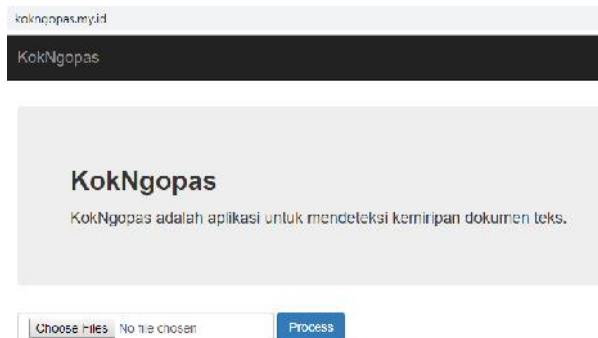 kokngopas.my.id
KokNgopas
KokNgopas
KokNgopas adalah aplikasi untuk mendeteksi kemiripan dokumen teks.
Choose Files No file chosen Process